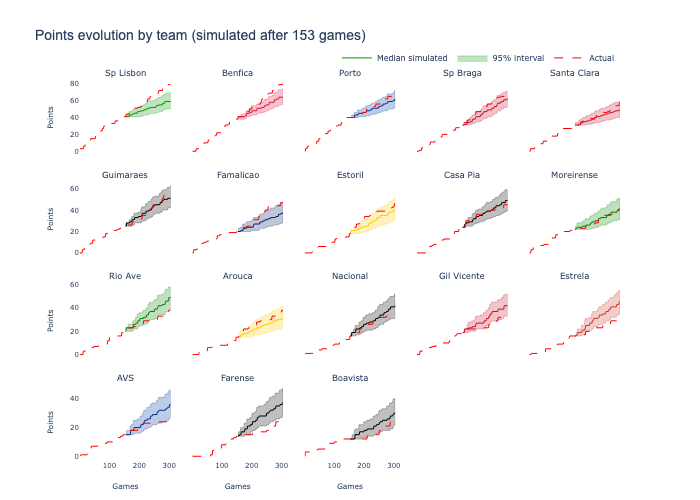 Points evolution by team (simulated after 153 games)
Median simulated 95% interval Actual
Sp Lisbon Benfica Porto Sp Braga Santa Clara
80
60
40
20
0
Points
Guimaraes Famalicao Estoril Casa Pia Moreirense
60
40
20
0
Points
Rio Ave Arouca Nacional Gil Vicente Estrela
60
40
20
0
Points
AVS Farense Boavista
40
20
0
Points
100 200 300 100 200 300 100 200 300
Games Games Games